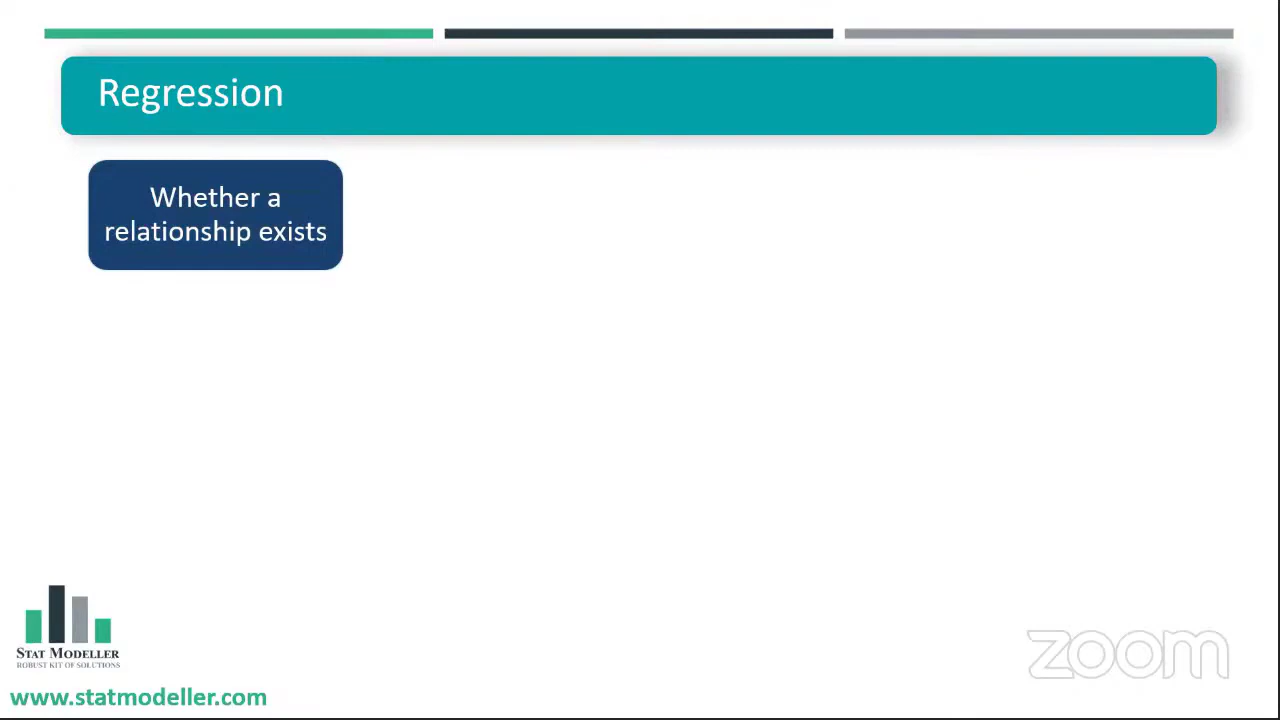 Regression
Whether a
relationship exists
STAT MODELLER
ROBUST KIT OF SOLUTIONS
www.statmodeller.com
zoom